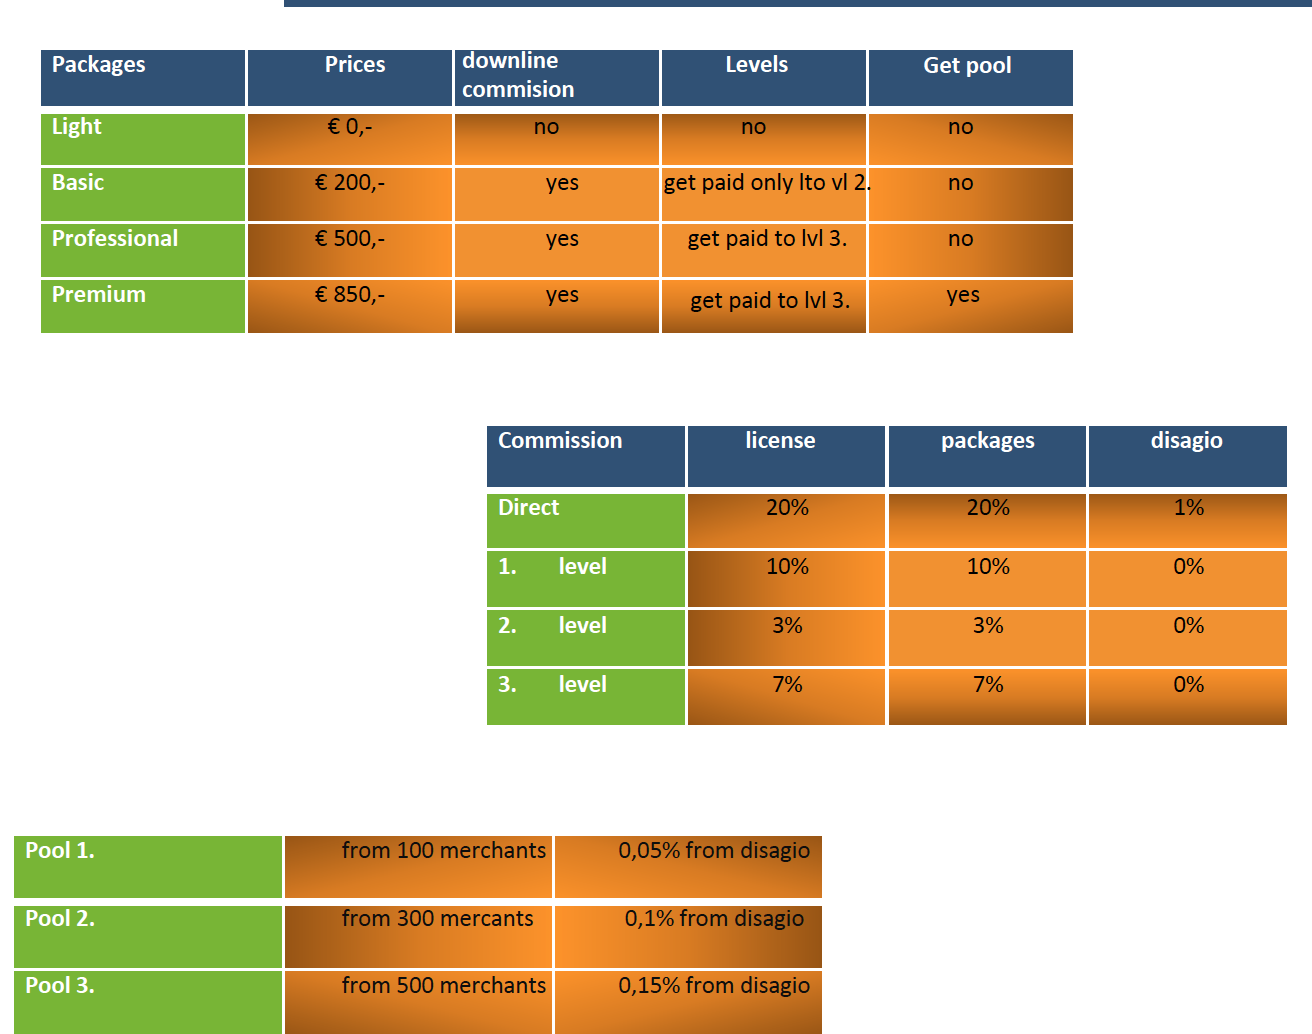 Packages Prices downline commision Levels Get pool
Light € 0,- no no no
Basic € 200,- yes get paid only lto vl 2. no
Professional € 500,- yes get paid to lvl 3. no
Premium € 850,- yes get paid to lvl 3. yes
Commission license packages disagio
Direct 20% 20% 1%
1. level 10% 10% 0%
2. level 3% 3% 0%
3. level 7% 7% 0%
Pool 1. from 100 merchants 0,05% from disagio
Pool 2. from 300 mercants 0,1% from disagio
Pool 3. from 500 merchants 0,15% from disagio